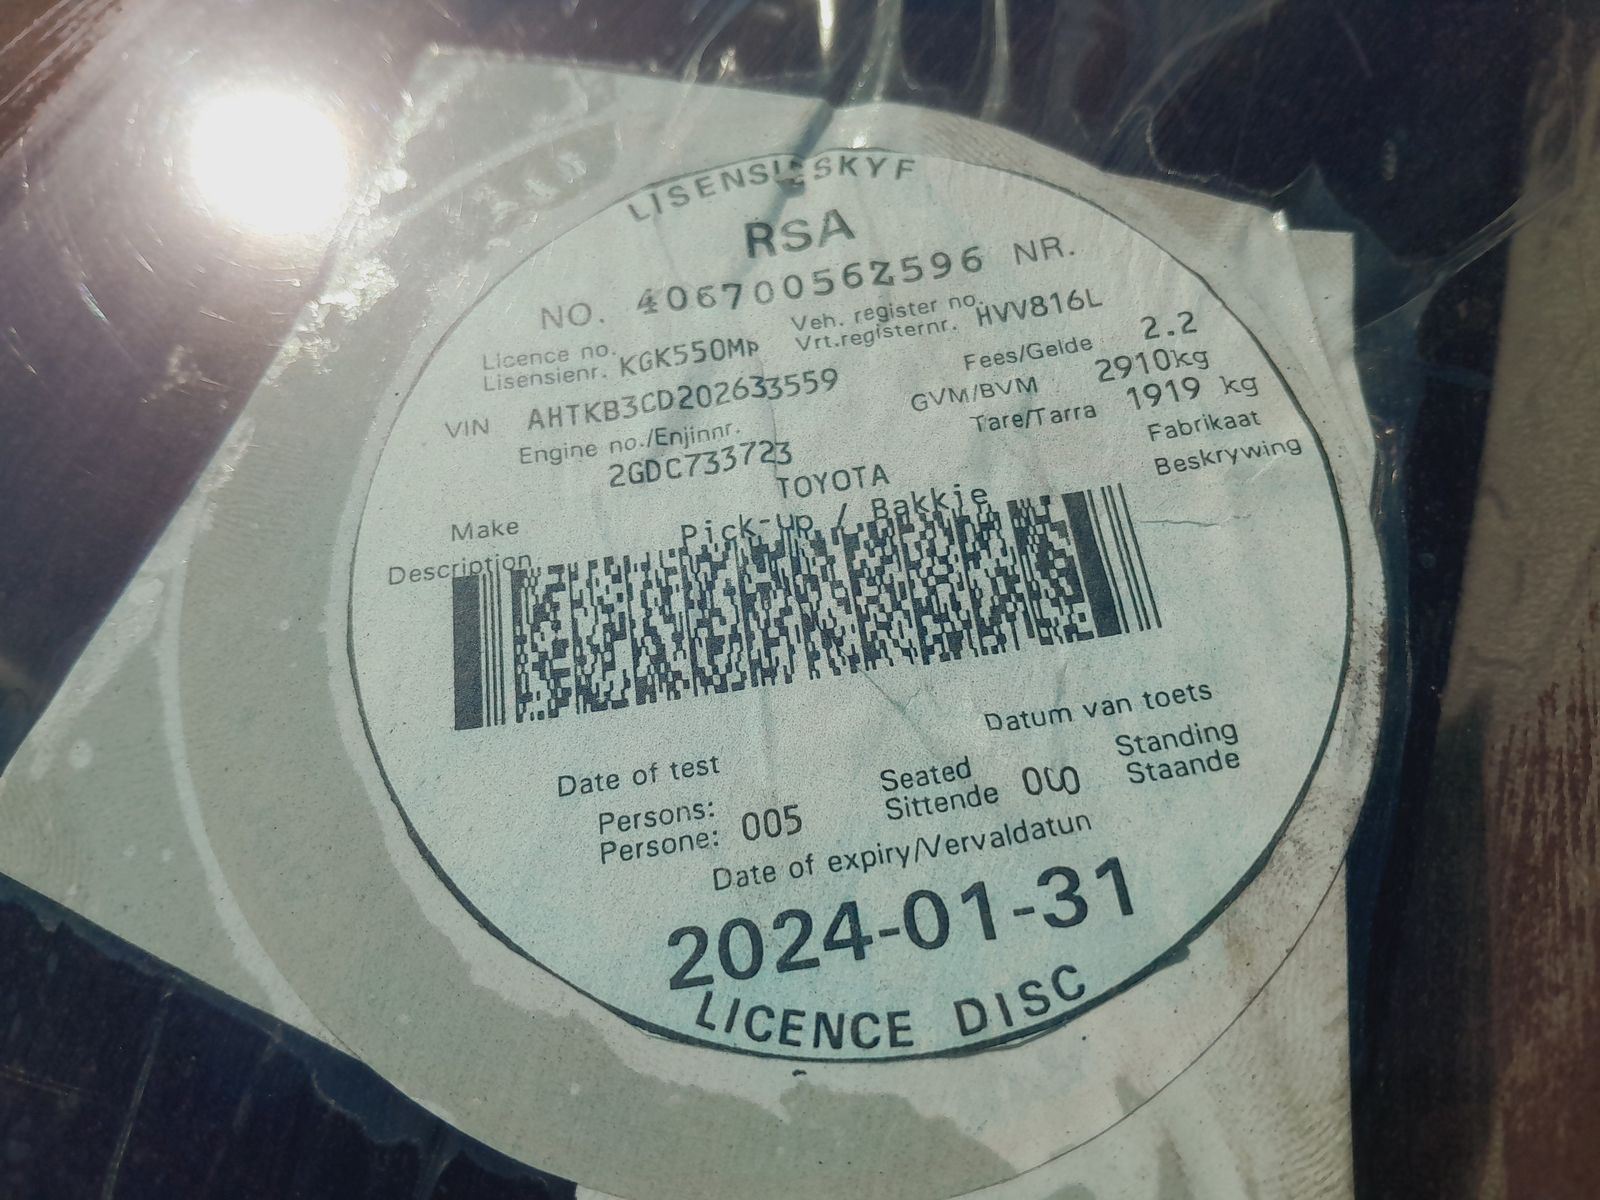 LISENSIESKYF
RSA
NO. 40670056Z596 NR.
Licence no. KGK550MP Veh. register no. HVV816L
Lisensienr. Vrt.registernr.
VIN AHTKB3CD202633559 Fees/Gelde 2.2
Engine no./Enjinnr. GVM/BVM 2910kg
2GDC733723 Tare/Tarra 1919 kg
Make TOYOTA Fabrikaat
Description Pick-Up / Bakkie Beskrywing
Date of test Datum van toets
Persons: 005 Seated 000 Standing
Persone: Sittende Staande
Date of expiry/Vervaldatun
2024-01-31
LICENCE DISC